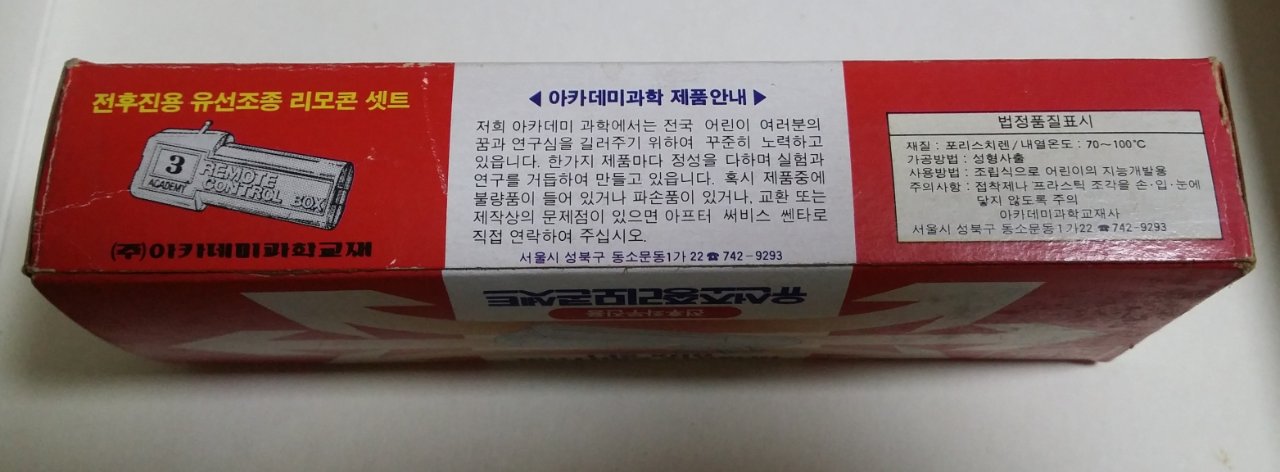 전후진용 유선조종 리모콘 셋트
3
ACADEMY
REMOTE
CONTROL BOX
(주)아카데미과학교재
◀ 아카데미과학 제품안내 ▶
저희 아카데미 과학에서는 전국 어린이 여러분의
꿈과 연구심을 길러주기 위하여 꾸준히 노력하고
있읍니다. 한가지 제품마다 정성을 다하며 실험과
연구를 거듭하여 만들고 있읍니다. 혹시 제품중에
불량품이 들어 있거나 파손품이 있거나, 교환 또는
제작상의 문제점이 있으면 아프터 써비스 쎈타로
직접 연락하여 주십시오.
서울시 성북구 동소문동1가 22 ☎ 742-9293
법정품질표시
재질 : 포리스치렌/내열온도 : 70~100℃
가공방법 : 성형사출
사용방법 : 조립식으로 어린이의 지능개발용
주의사항 : 접착제나 프라스틱 조각을 손·입·눈에
닿지 않도록 주의
아카데미과학교재사
서울시 성북구 동소문동1가22 ☎ 742-9293
유선조종리모콘셋트